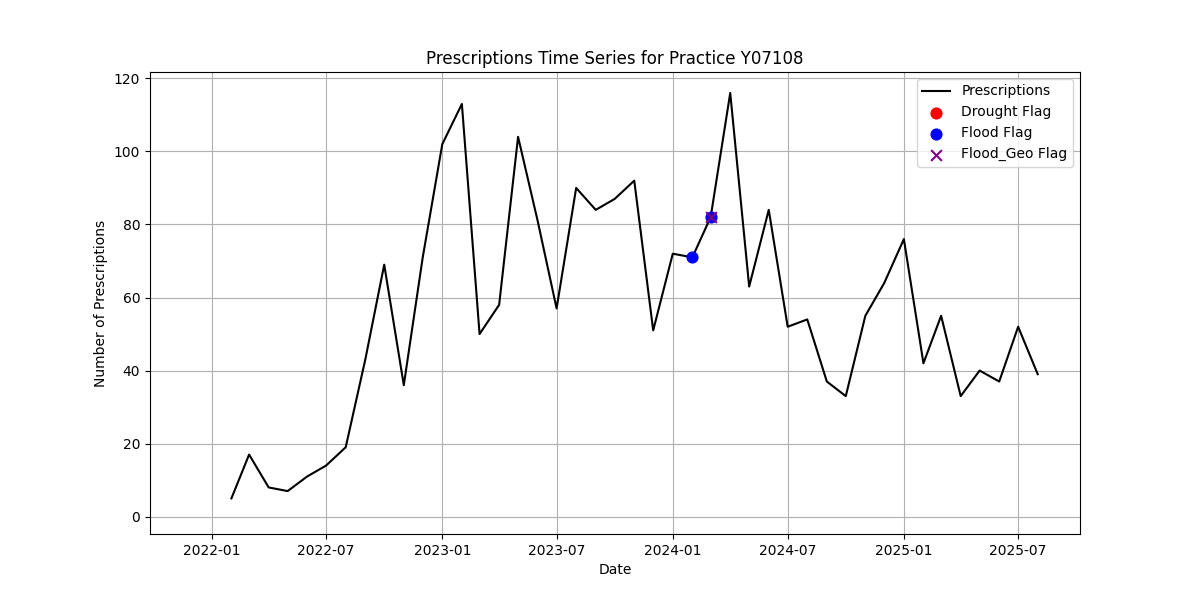 Prescriptions Time Series for Practice Y07108
120
100
80
60
40
20
0
Number of Prescriptions
Prescriptions
Drought Flag
Flood Flag
Flood_Geo Flag
2022-01
2022-07
2023-01
2023-07
2024-01
2024-07
2025-01
2025-07
Date